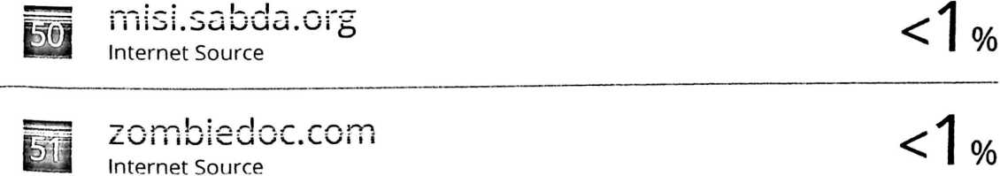 50 misi.sabda.org <1%
Internet Source
51 zombiedoc.com <1%
Internet Source